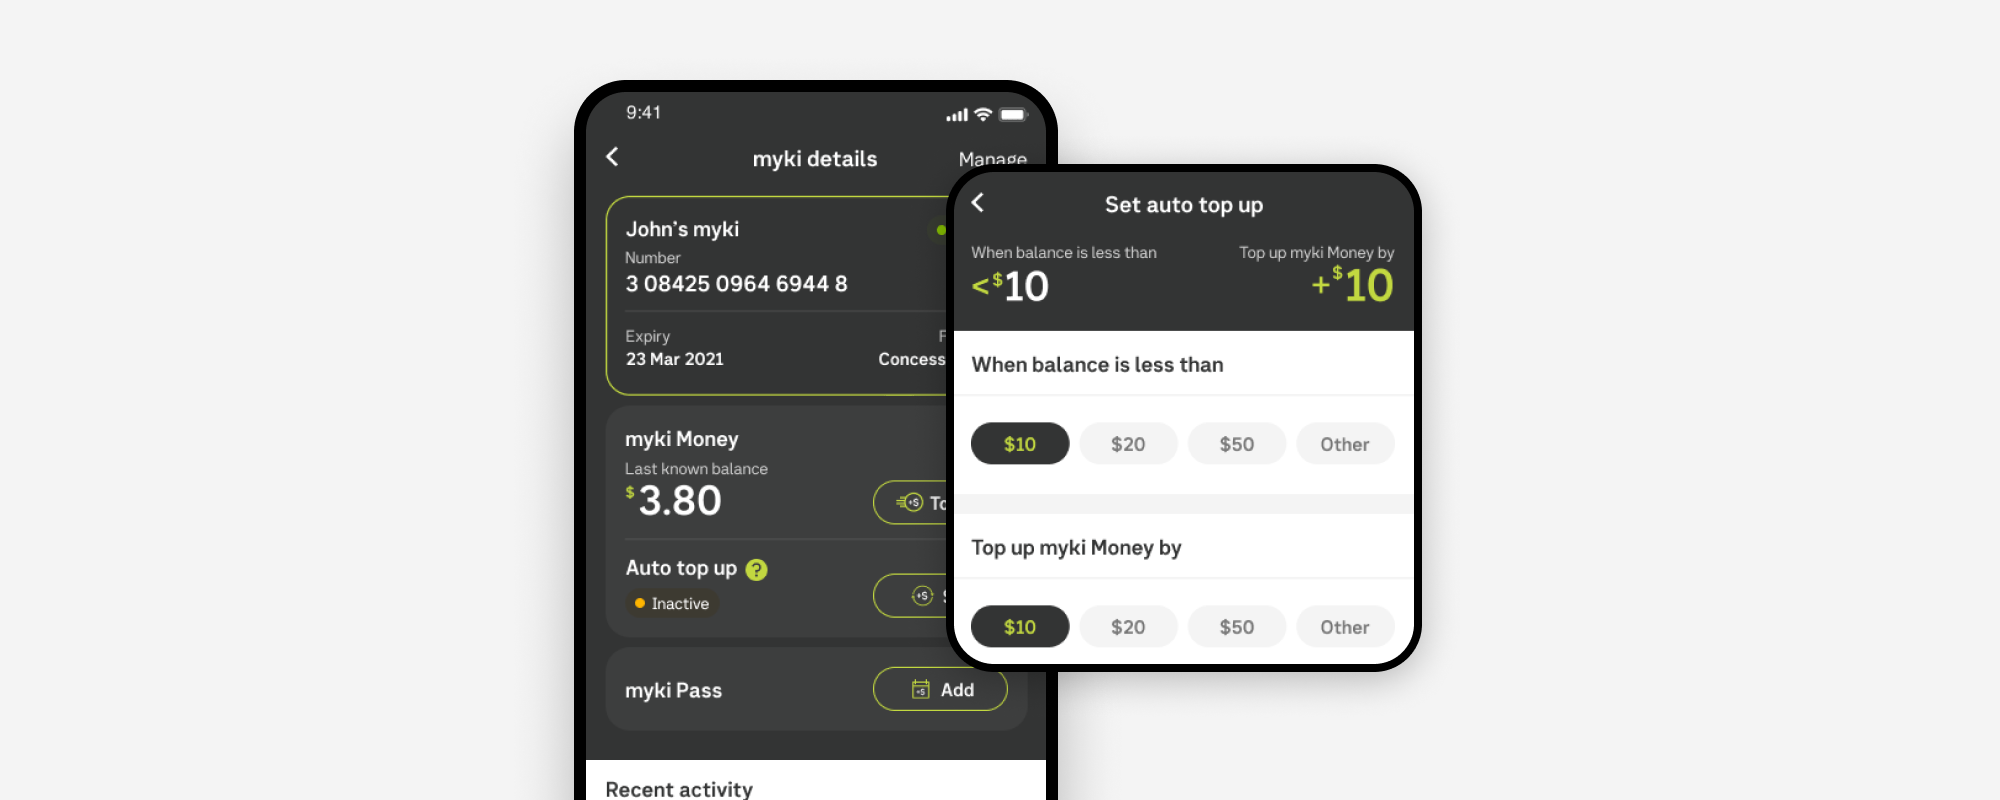 9:41
myki details
Manage
John's myki
Number
3 08425 0964 6944 8
Expiry
23 Mar 2021
Concess
myki Money
Last known balance
$3.80
To
Auto top up ?
Inactive
S
myki Pass
Add
Recent activity
Set auto top up
When balance is less than Top up myki Money by
<$10 +$10
When balance is less than
$10 $20 $50 Other
Top up myki Money by
$10 $20 $50 Other